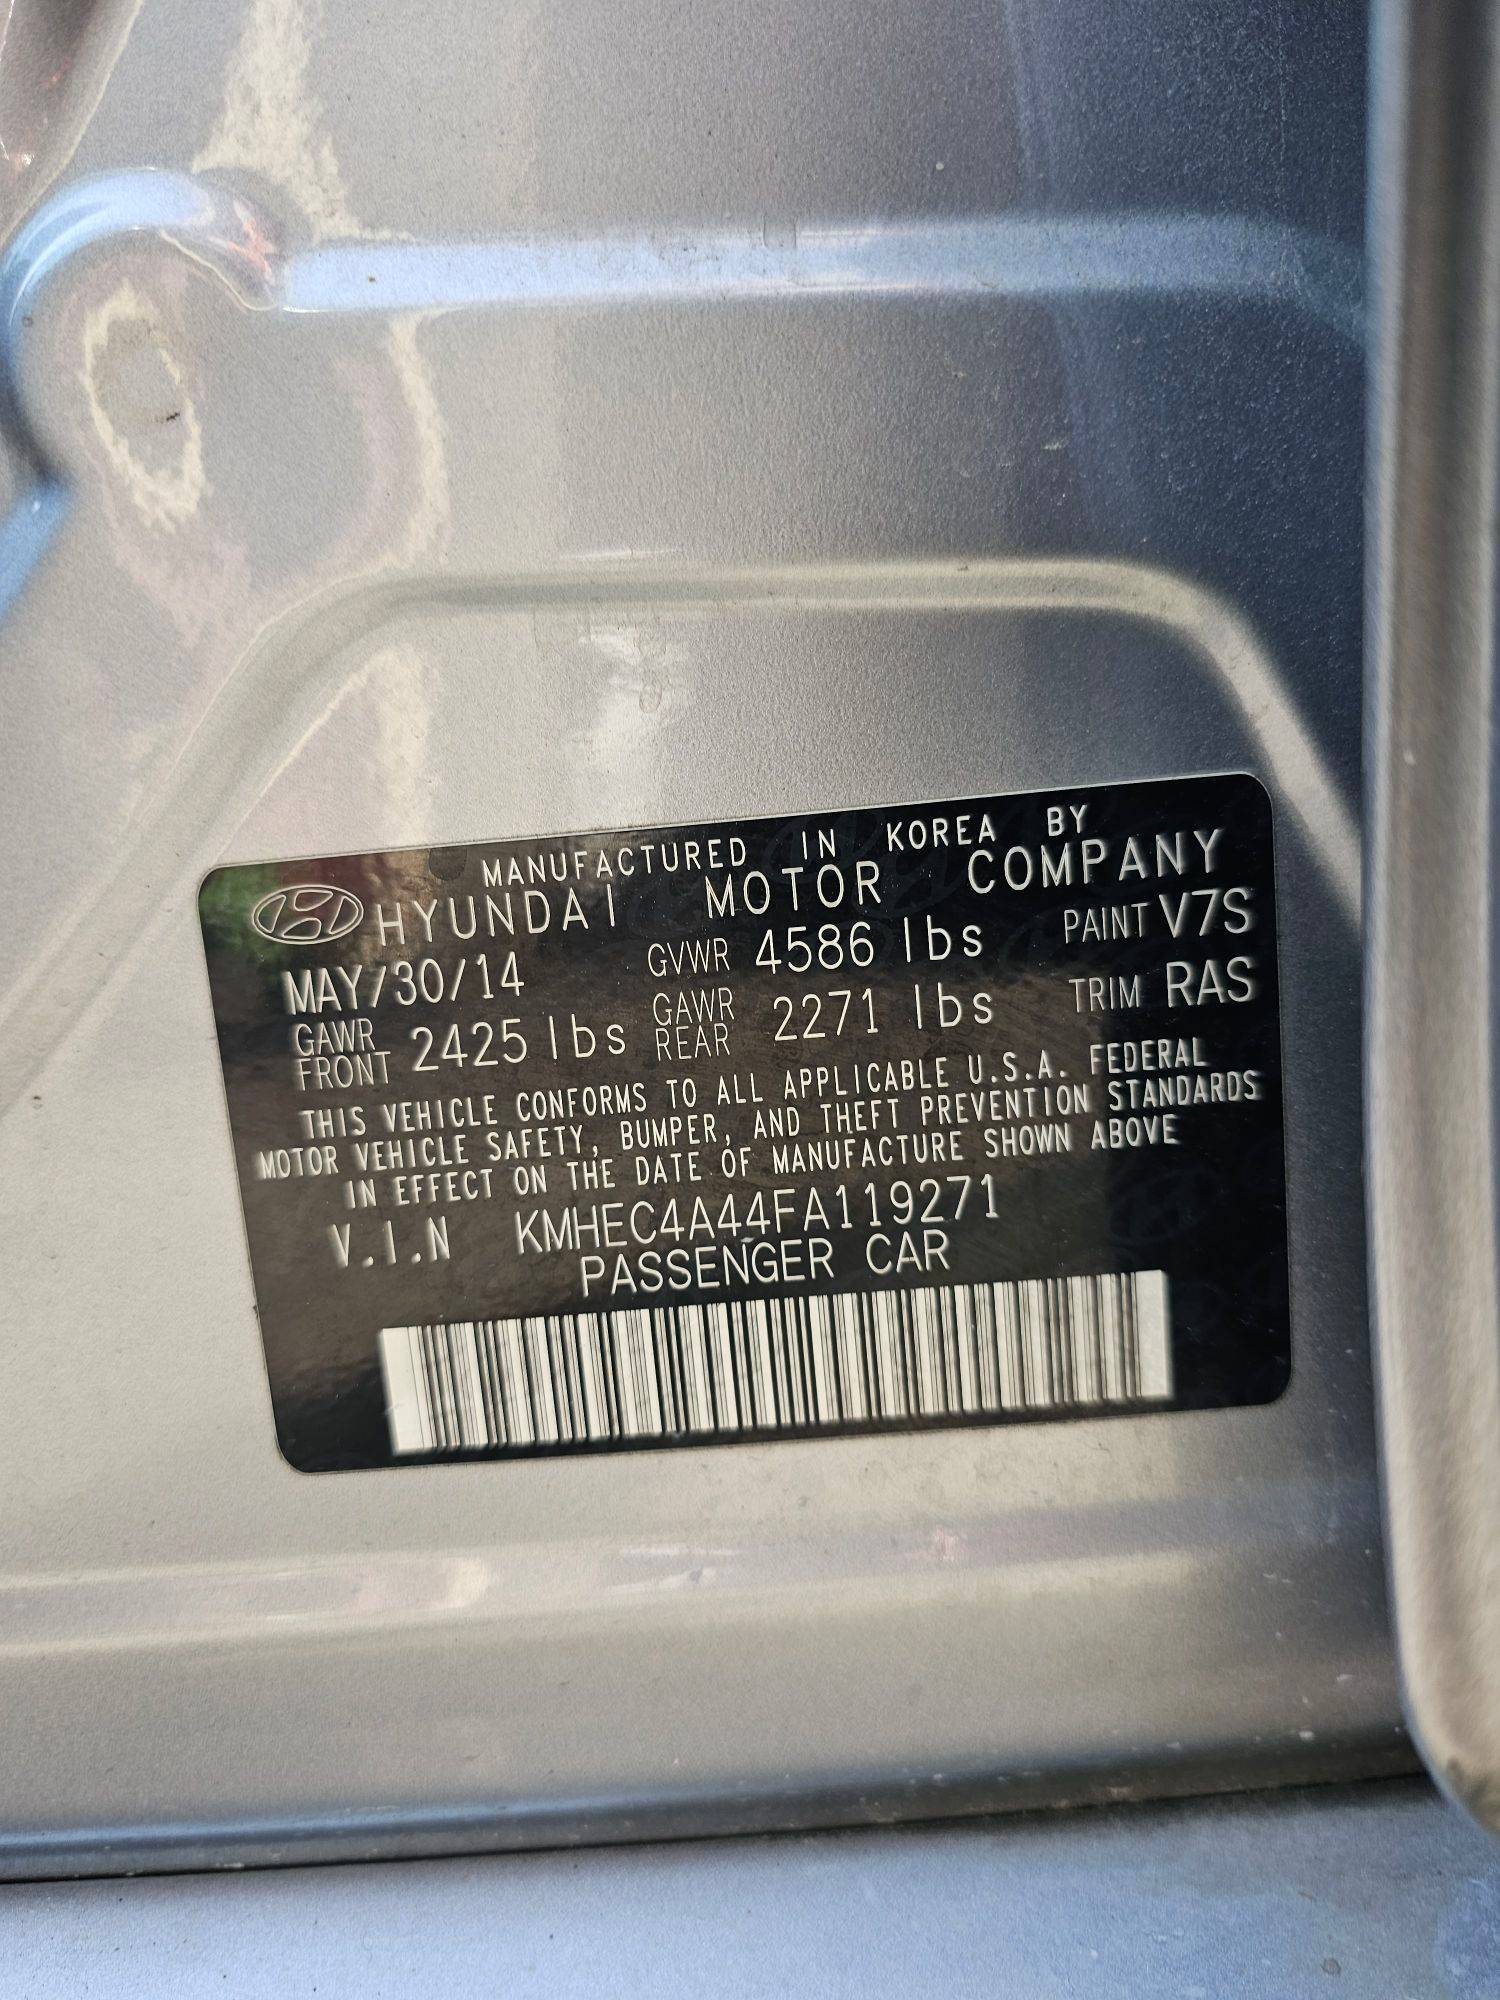 MANUFACTURED IN KOREA BY
HYUNDAI MOTOR COMPANY
MAY/30/14 GVWR 4586 lbs PAINT V7S
GAWR FRONT 2425 lbs GAWR REAR 2271 lbs TRIM RAS
THIS VEHICLE CONFORMS TO ALL APPLICABLE U.S.A. FEDERAL
MOTOR VEHICLE SAFETY, BUMPER, AND THEFT PREVENTION STANDARDS
IN EFFECT ON THE DATE OF MANUFACTURE SHOWN ABOVE
V.I.N KMHEC4A44FA119271
PASSENGER CAR